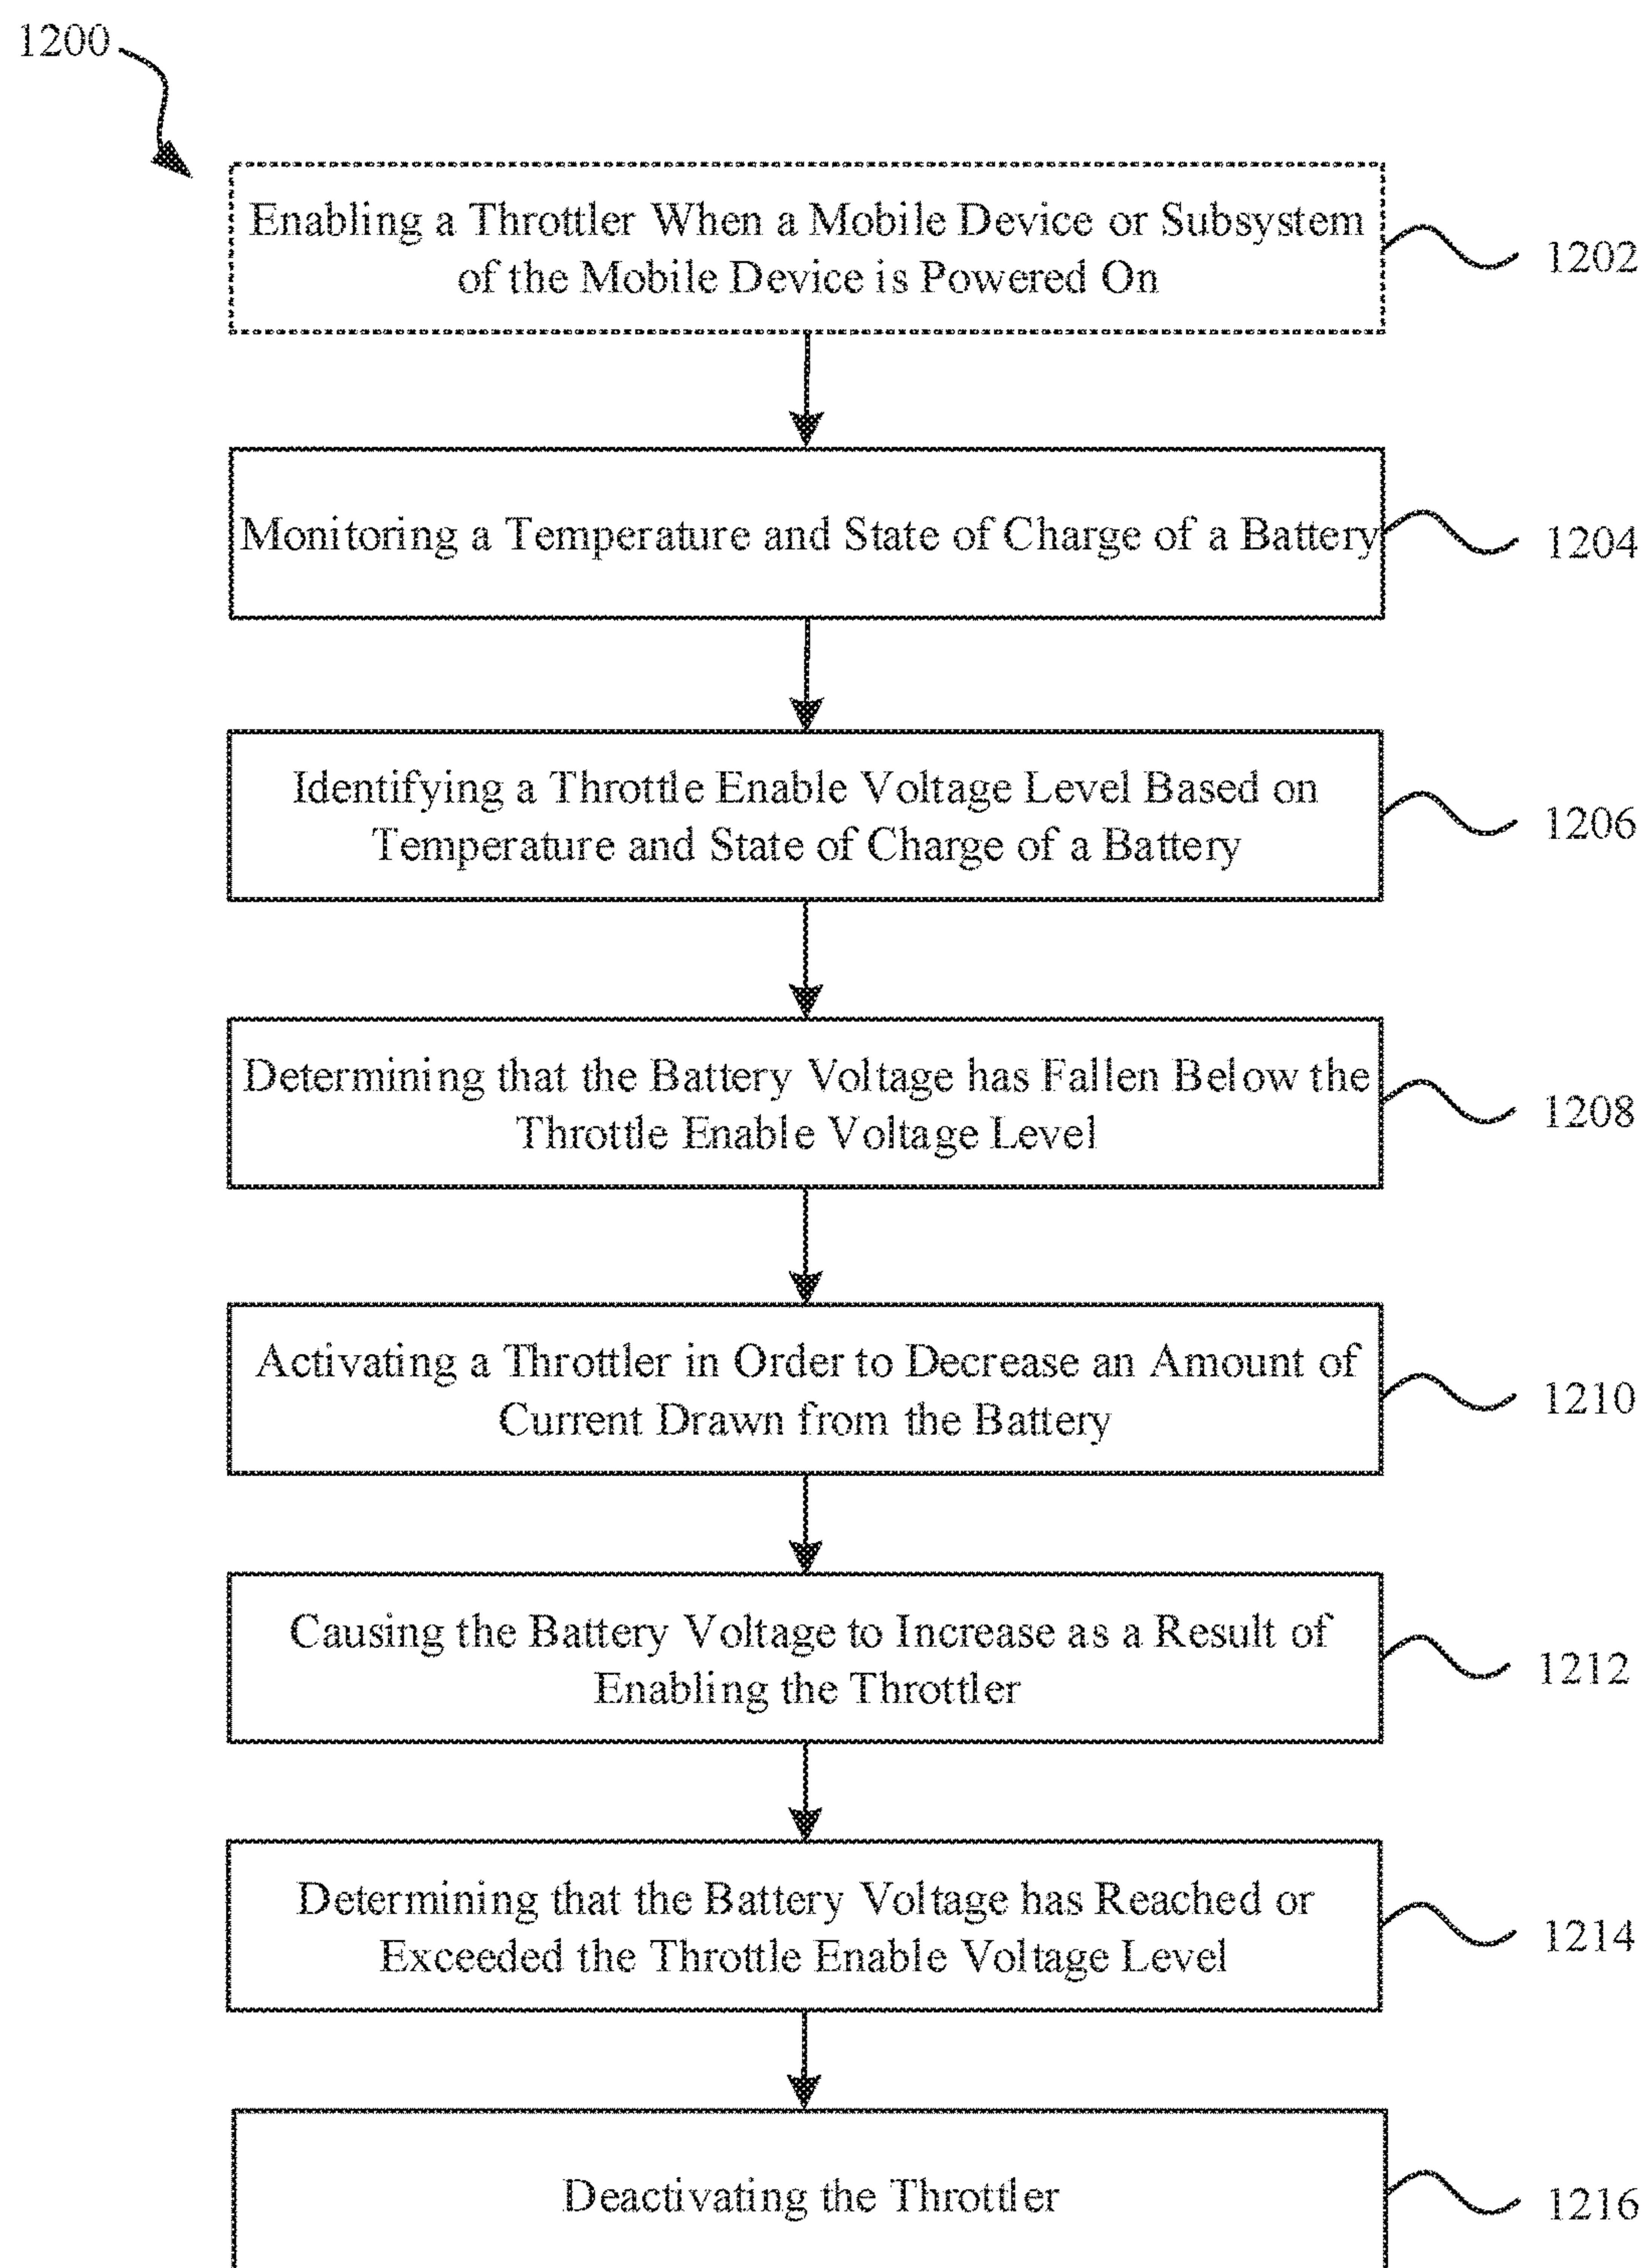 1200
Enabling a Throttler When a Mobile Device or Subsystem
of the Mobile Device is Powered On
1202
Monitoring a Temperature and State of Charge of a Battery
1204
Identifying a Throttle Enable Voltage Level Based on
Temperature and State of Charge of a Battery
1206
Determining that the Battery Voltage has Fallen Below the
Throttle Enable Voltage Level
1208
Activating a Throttler in Order to Decrease an Amount of
Current Drawn from the Battery
1210
Causing the Battery Voltage to Increase as a Result of
Enabling the Throttler
1212
Determining that the Battery Voltage has Reached or
Exceeded the Throttle Enable Voltage Level
1214
Deactivating the Throttler
1216